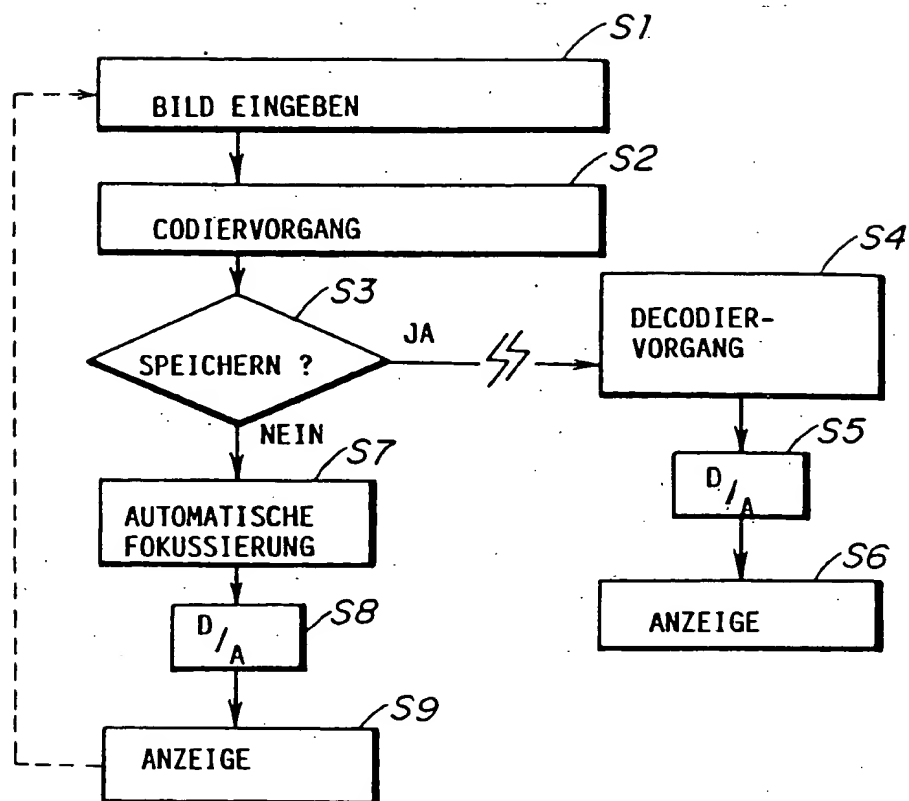 S1
BILD EINGEBEN
S2
CODIERVORGANG
S3
SPEICHERN ?
JA
NEIN
S4
DECODIER-
VORGANG
S5
D/A
S6
ANZEIGE
S7
AUTOMATISCHE
FOKUSSIERUNG
S8
D/A
S9
ANZEIGE